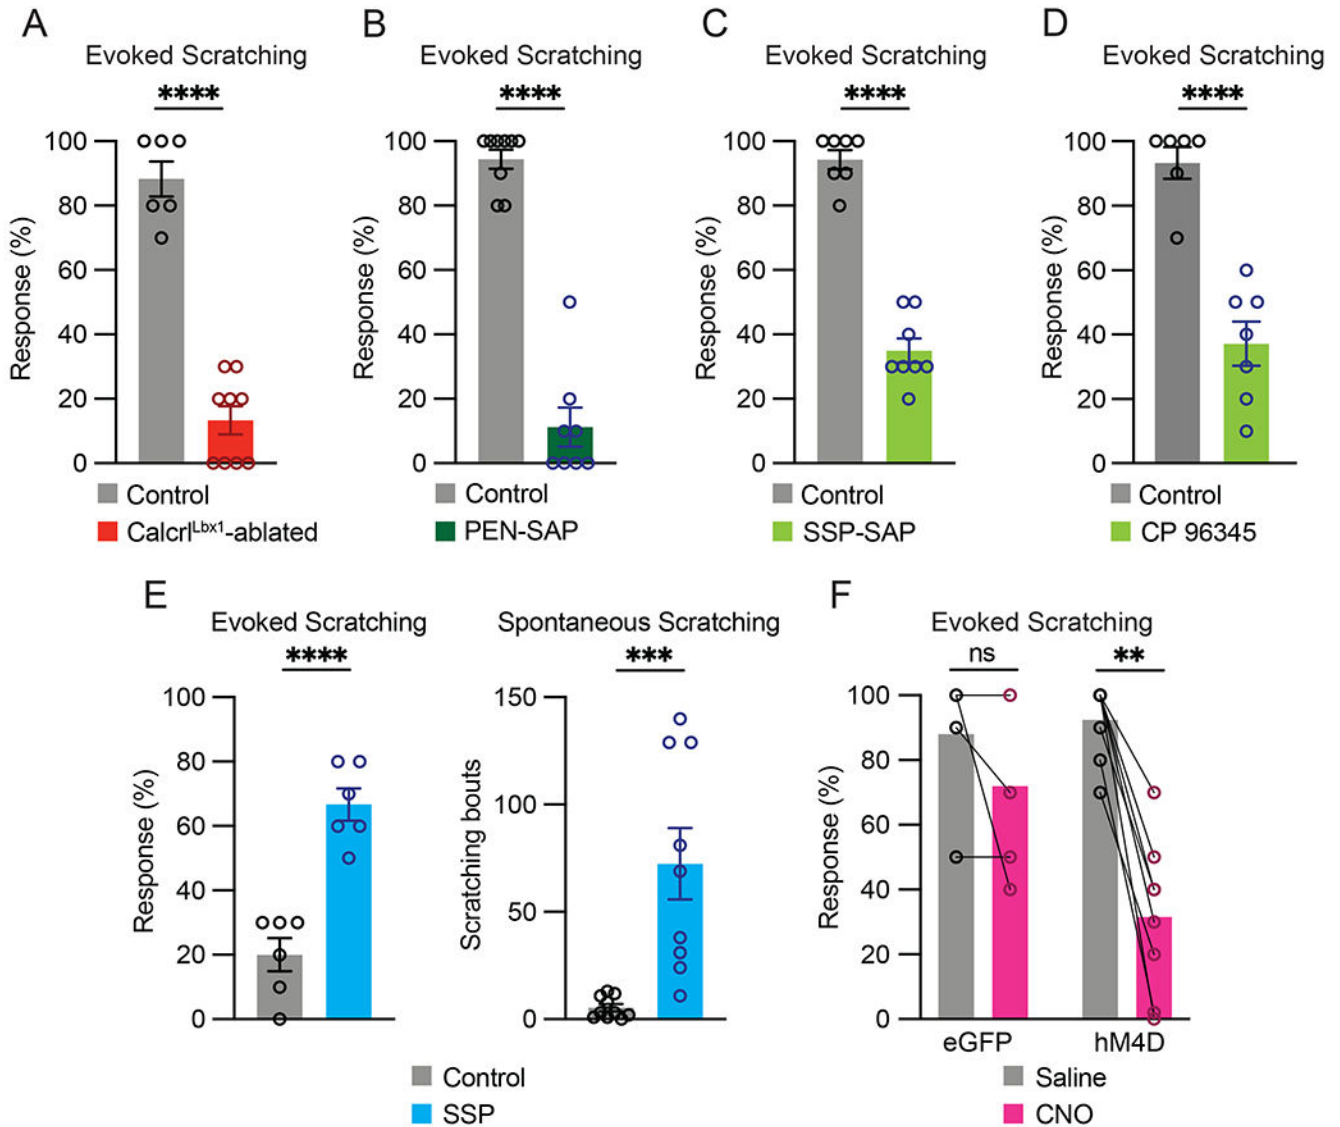 A
Evoked Scratching
****
Response (%)
100
80
60
40
20
0
Control
Calcrl^Lbx1-ablated
B
Evoked Scratching
****
Response (%)
100
80
60
40
20
0
Control
PEN-SAP
C
Evoked Scratching
****
Response (%)
100
80
60
40
20
0
Control
SSP-SAP
D
Evoked Scratching
****
Response (%)
100
80
60
40
20
0
Control
CP 96345
E
Evoked Scratching
****
Response (%)
100
80
60
40
20
0
Spontaneous Scratching
***
Scratching bouts
150
100
50
0
Control
SSP
F
Evoked Scratching
ns
**
Response (%)
100
80
60
40
20
0
eGFP
hM4D
Saline
CNO